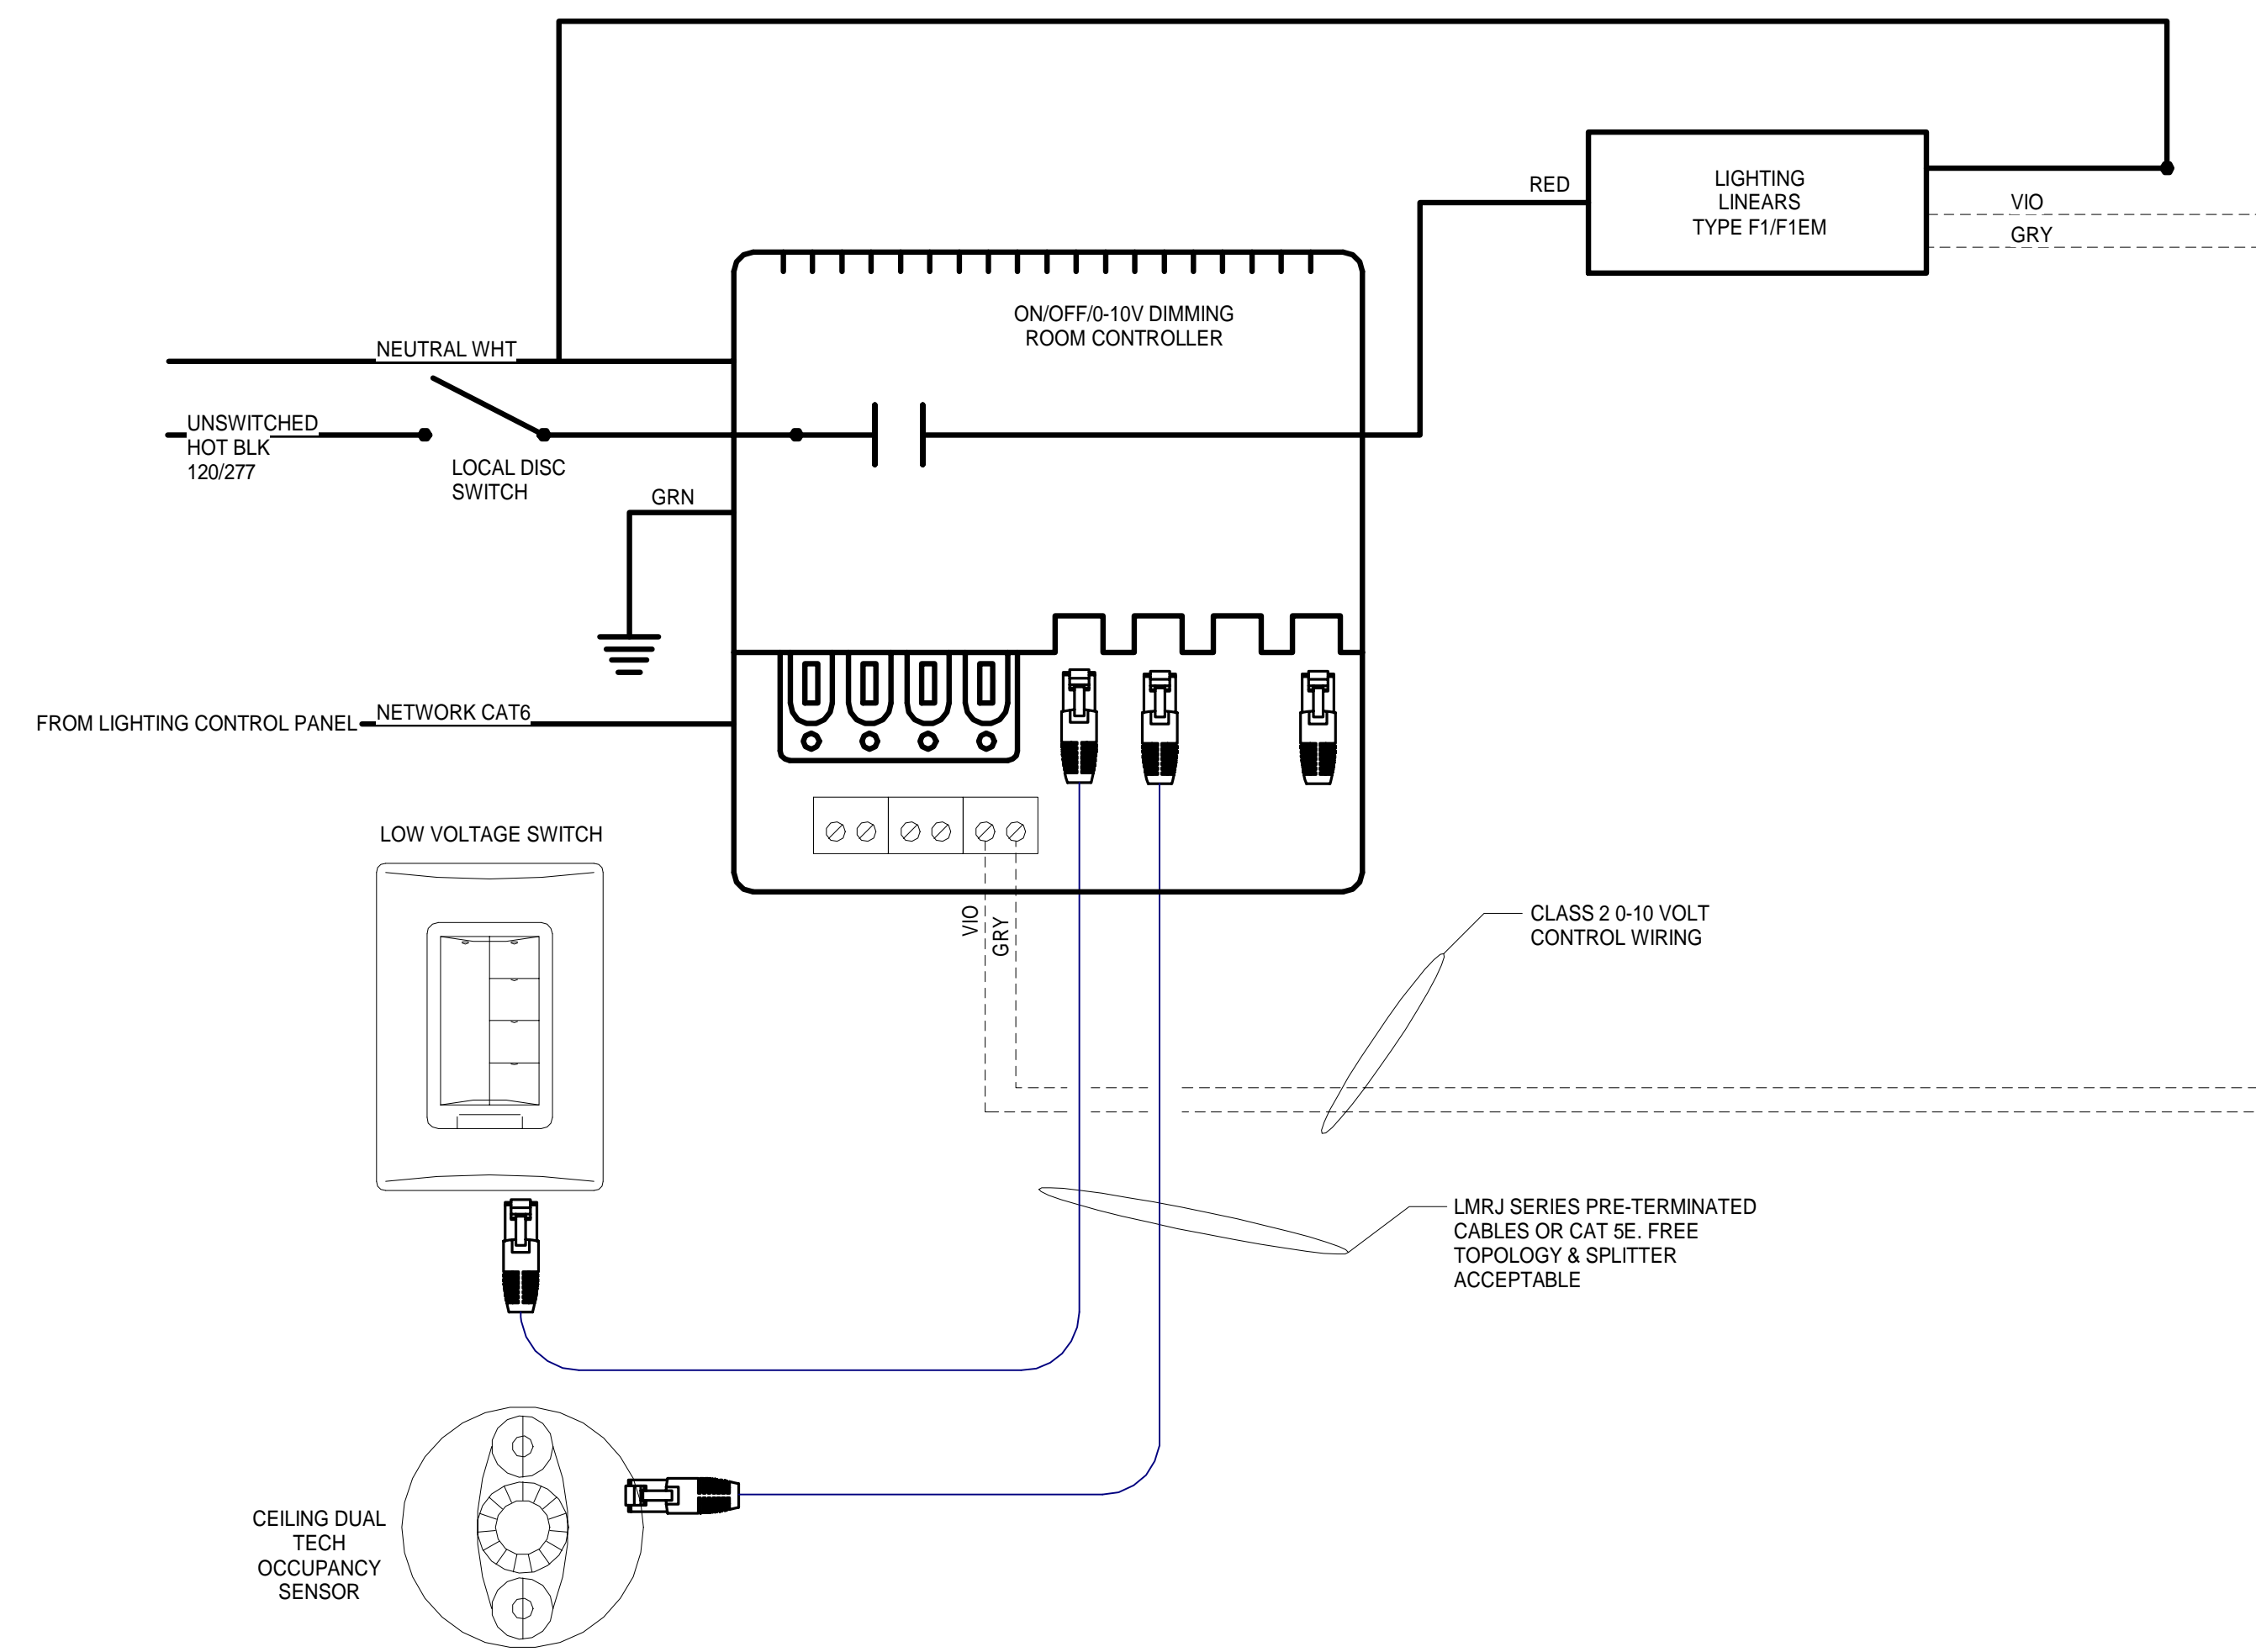 RED
LIGHTING
LINEARS
TYPE F1/F1EM
VIO
GRY
ON/OFF/0-10V DIMMING
ROOM CONTROLLER
NEUTRAL WHT
UNSWITCHED
HOT BLK
120/277
LOCAL DISC
SWITCH
GRN
FROM LIGHTING CONTROL PANEL
NETWORK CAT6
LOW VOLTAGE SWITCH
VIO
GRY
CLASS 2 0-10 VOLT
CONTROL WIRING
LMRJ SERIES PRE-TERMINATED
CABLES OR CAT 5E. FREE
TOPOLOGY & SPLITTER
ACCEPTABLE
CEILING DUAL
TECH
OCCUPANCY
SENSOR